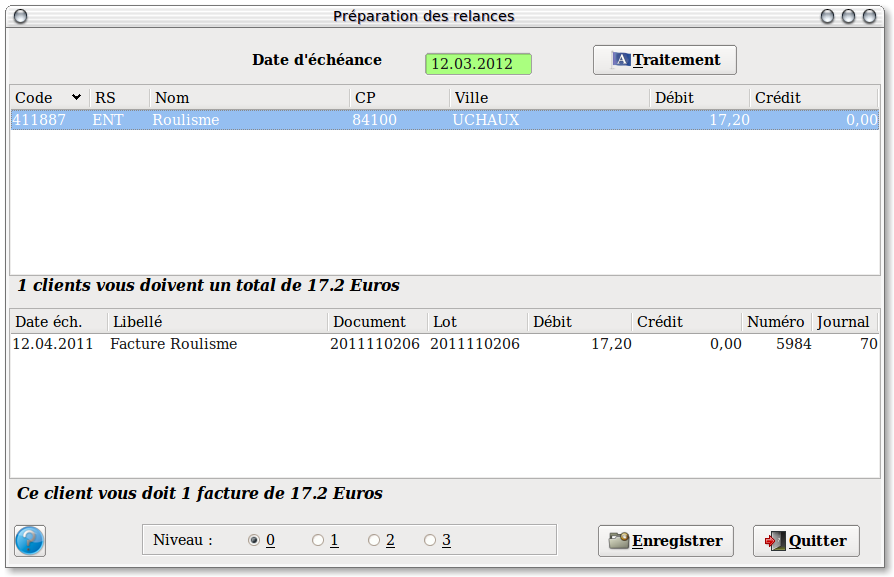 Préparation des relances
Date d'échéance 12.03.2012 A Traitement
Code RS Nom CP Ville Débit Crédit
411887 ENT Roulisme 84100 UCHAUX 17,20 0,00
1 clients vous doivent un total de 17.2 Euros
Date éch. Libellé Document Lot Débit Crédit Numéro Journal
12.04.2011 Facture Roulisme 2011110206 2011110206 17,20 0,00 5984 70
Ce client vous doit 1 facture de 17.2 Euros
? Niveau : 0 1 2 3 Enregistrer Quitter